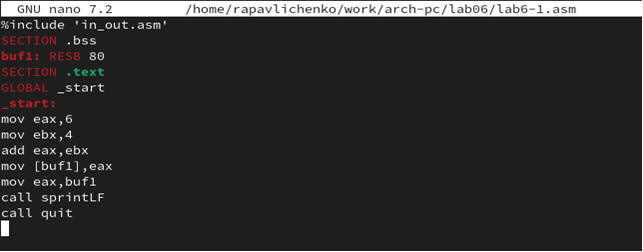 GNU nano 7.2 /home/rapavlichenko/work/arch-pc/lab06/lab6-1.asm
%include 'in_out.asm'
SECTION .bss
buf1: RESB 80
SECTION .text
GLOBAL _start
_start:
mov eax,6
mov ebx,4
add eax,ebx
mov [buf1],eax
mov eax,buf1
call sprintLF
call quit